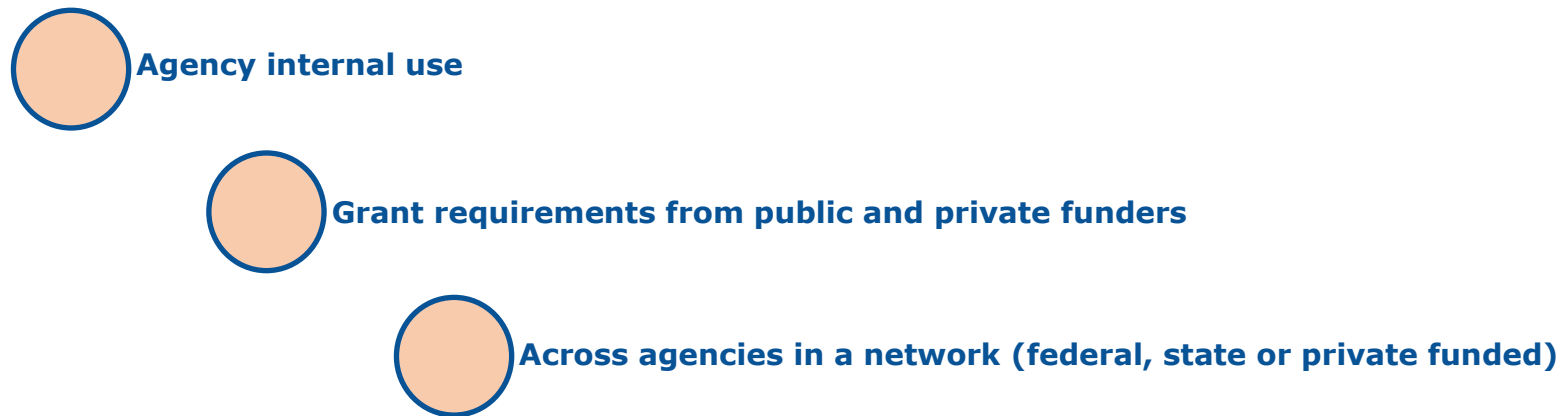 Agency internal use
Grant requirements from public and private funders
Across agencies in a network (federal, state or private funded)